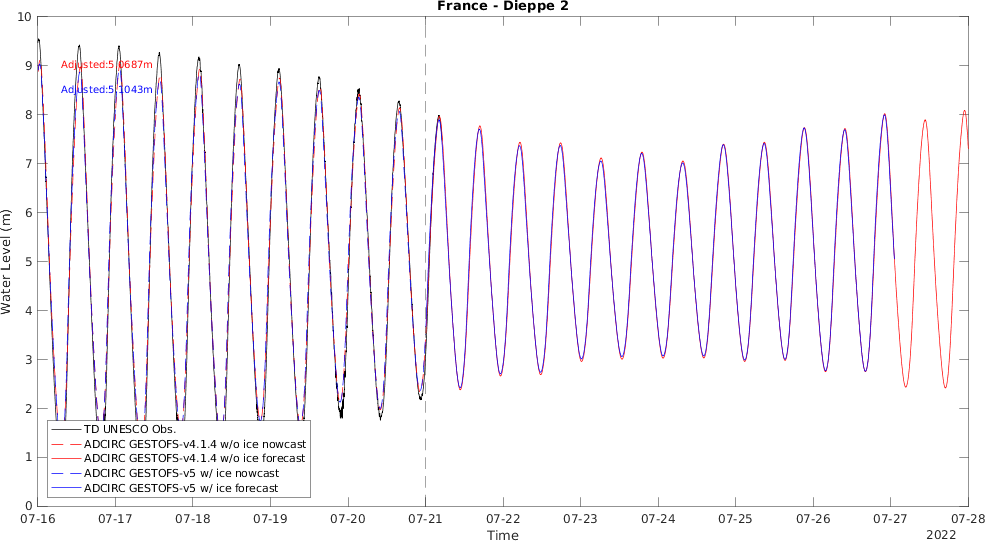 France - Dieppe 2
10
9
8
7
6
5
4
3
2
1
0
Water Level (m)
Adjusted:5.0687m
Adjusted:5.1043m
TD UNESCO Obs.
ADCIRC GESTOFS-v4.1.4 w/o ice nowcast
ADCIRC GESTOFS-v4.1.4 w/o ice forecast
ADCIRC GESTOFS-v5 w/ ice nowcast
ADCIRC GESTOFS-v5 w/ ice forecast
07-16 07-17 07-18 07-19 07-20 07-21 07-22 07-23 07-24 07-25 07-26 07-27 07-28
Time
2022